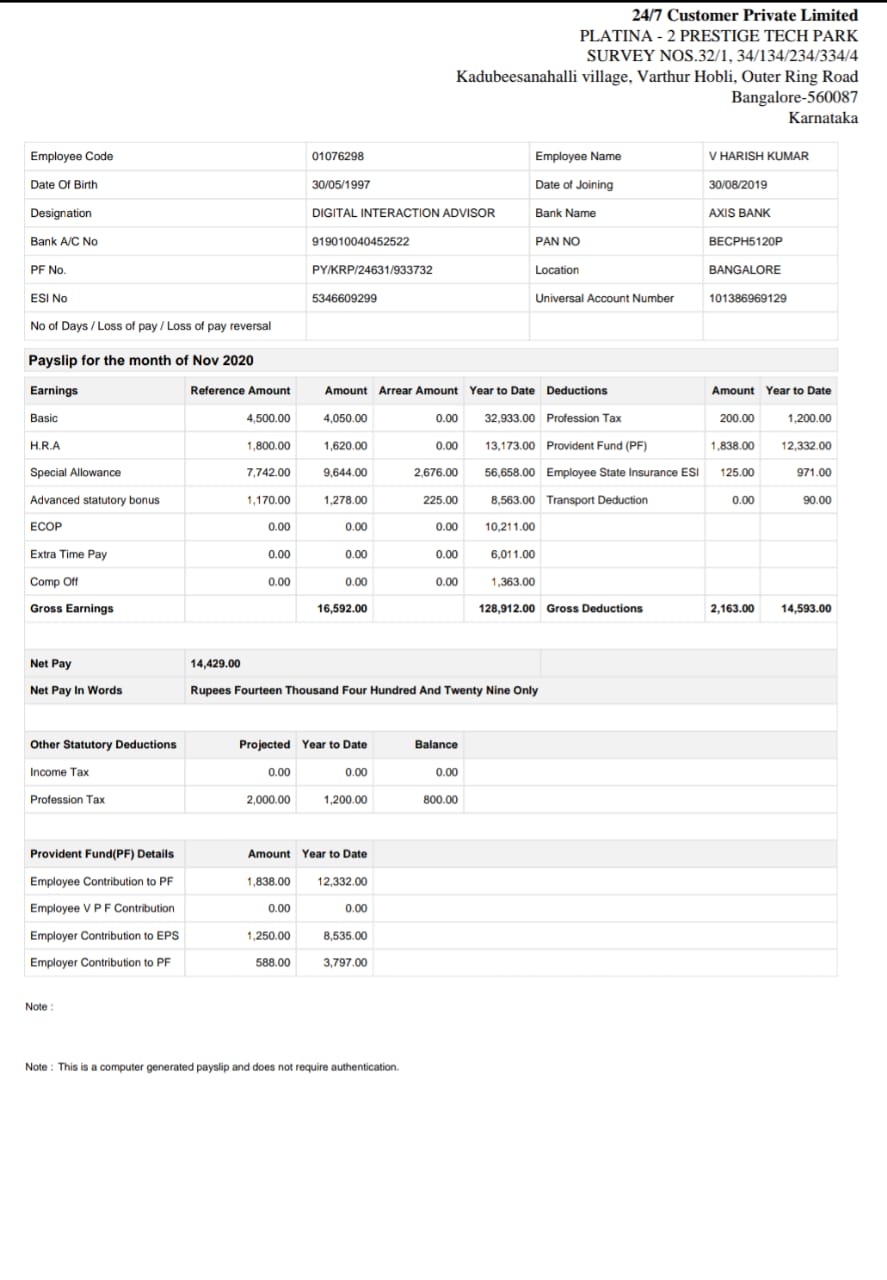 24/7 Customer Private Limited
PLATINA - 2 PRESTIGE TECH PARK
SURVEY NOS.32/1, 34/134/234/334/4
Kadubeesanahalli village, Varthur Hobli, Outer Ring Road
Bangalore-560087
Karnataka
Employee Code 01076298 Employee Name V HARISH KUMAR
Date Of Birth 30/05/1997 Date of Joining 30/08/2019
Designation DIGITAL INTERACTION ADVISOR Bank Name AXIS BANK
Bank A/C No 919010040452522 PAN NO BECPH5120P
PF No. PY/KRP/24631/933732 Location BANGALORE
ESI No 5346609299 Universal Account Number 101386969129
No of Days / Loss of pay / Loss of pay reversal
Payslip for the month of Nov 2020
Earnings Reference Amount Amount Arrear Amount Year to Date Deductions Amount Year to Date
Basic 4,500.00 4,050.00 0.00 32,933.00 Profession Tax 200.00 1,200.00
H.R.A 1,800.00 1,620.00 0.00 13,173.00 Provident Fund (PF) 1,838.00 12,332.00
Special Allowance 7,742.00 9,644.00 2,676.00 56,658.00 Employee State Insurance ESI 125.00 971.00
Advanced statutory bonus 1,170.00 1,278.00 225.00 8,563.00 Transport Deduction 0.00 90.00
ECOP 0.00 0.00 0.00 10,211.00
Extra Time Pay 0.00 0.00 0.00 6,011.00
Comp Off 0.00 0.00 0.00 1,363.00
Gross Earnings 16,592.00 128,912.00 Gross Deductions 2,163.00 14,593.00
Net Pay 14,429.00
Net Pay In Words Rupees Fourteen Thousand Four Hundred And Twenty Nine Only
Other Statutory Deductions Projected Year to Date Balance
Income Tax 0.00 0.00 0.00
Profession Tax 2,000.00 1,200.00 800.00
Provident Fund(PF) Details Amount Year to Date
Employee Contribution to PF 1,838.00 12,332.00
Employee V P F Contribution 0.00 0.00
Employer Contribution to EPS 1,250.00 8,535.00
Employer Contribution to PF 588.00 3,797.00
Note :
Note : This is a computer generated payslip and does not require authentication.